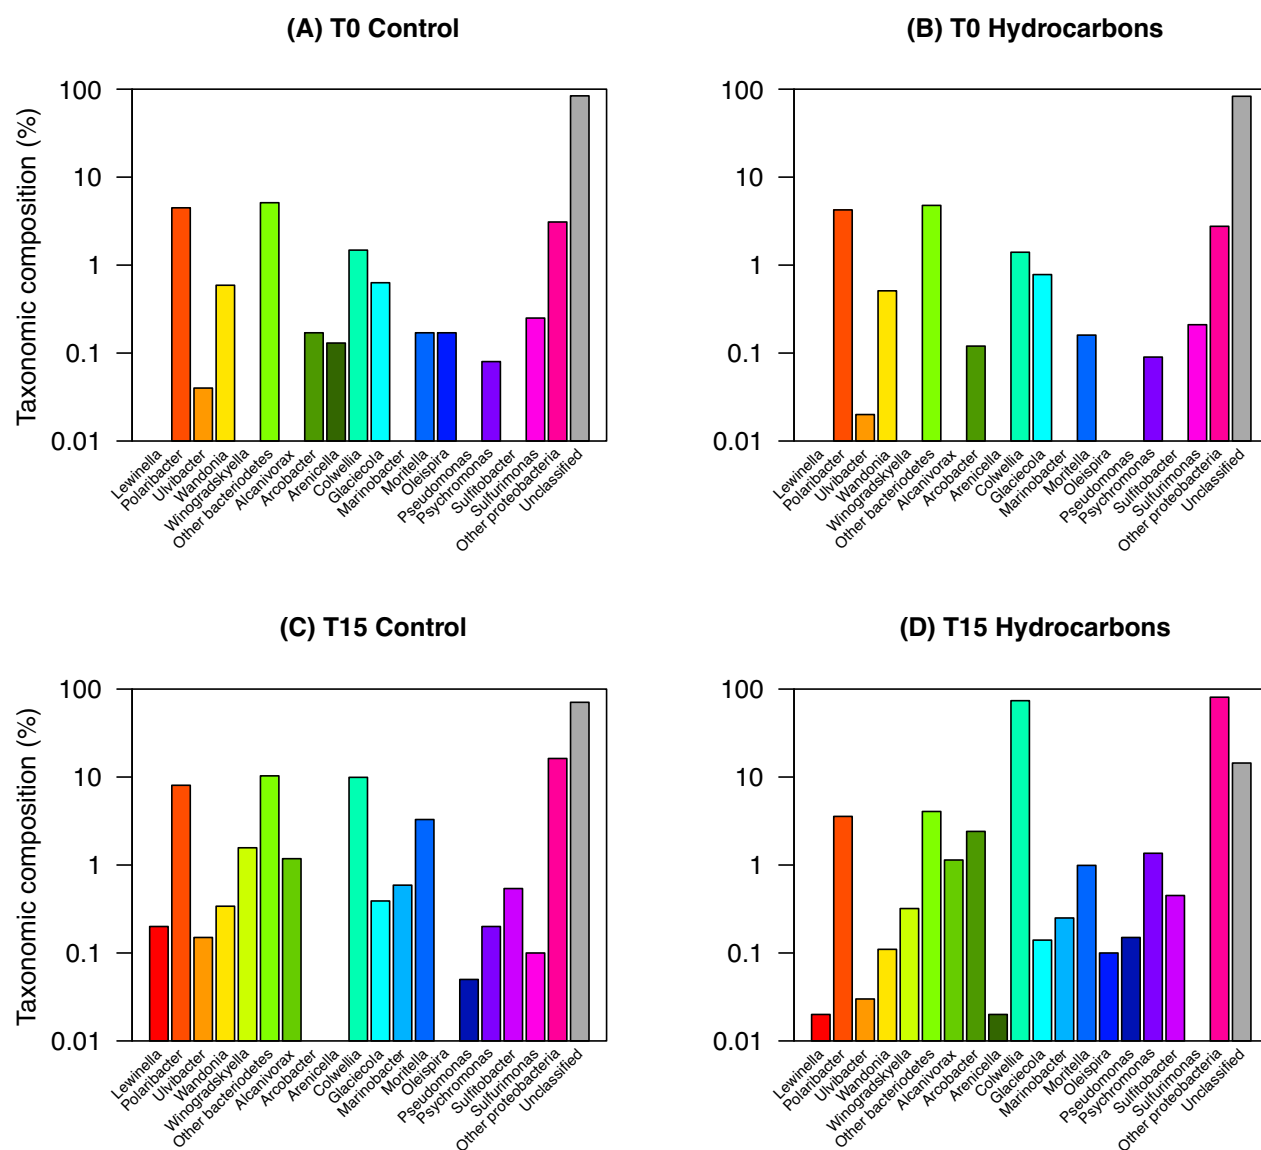 (A) T0 Control
Taxonomic composition (%)
100
10
1
0.1
0.01
Lewinella
Polaribacter
Ulvibacter
Wandonia
Winogradskyella
Other bacteriodetes
Alcanivorax
Arcobacter
Arenicella
Colwellia
Glaciecola
Marinobacter
Moritella
Oleispira
Pseudomonas
Psychromonas
Sulfitobacter
Sulfurimonas
Other proteobacteria
Unclassified
(B) T0 Hydrocarbons
100
10
1
0.1
0.01
Lewinella
Polaribacter
Ulvibacter
Wandonia
Winogradskyella
Other bacteriodetes
Alcanivorax
Arcobacter
Arenicella
Colwellia
Glaciecola
Marinobacter
Moritella
Oleispira
Pseudomonas
Psychromonas
Sulfitobacter
Sulfurimonas
Other proteobacteria
Unclassified
(C) T15 Control
Taxonomic composition (%)
100
10
1
0.1
0.01
Lewinella
Polaribacter
Ulvibacter
Wandonia
Winogradskyella
Other bacteriodetes
Alcanivorax
Arcobacter
Arenicella
Colwellia
Glaciecola
Marinobacter
Moritella
Oleispira
Pseudomonas
Psychromonas
Sulfitobacter
Sulfurimonas
Other proteobacteria
Unclassified
(D) T15 Hydrocarbons
100
10
1
0.1
0.01
Lewinella
Polaribacter
Ulvibacter
Wandonia
Winogradskyella
Other bacteriodetes
Alcanivorax
Arcobacter
Arenicella
Colwellia
Glaciecola
Marinobacter
Moritella
Oleispira
Pseudomonas
Psychromonas
Sulfitobacter
Sulfurimonas
Other proteobacteria
Unclassified